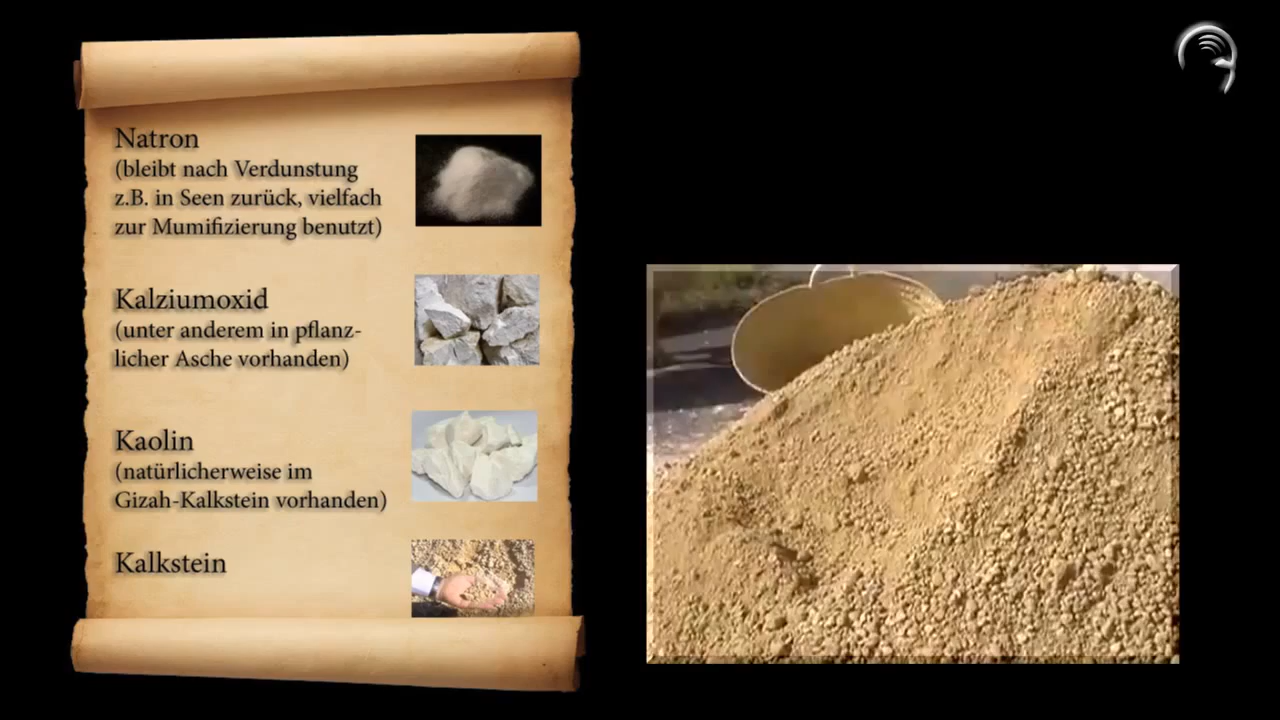 Natron
(bleibt nach Verdunstung
z.B. in Seen zurück, vielfach
zur Mumifizierung benutzt)
Kalziumoxid
(unter anderem in pflanz-
licher Asche vorhanden)
Kaolin
(natürlicherweise im
Gizah-Kalkstein vorhanden)
Kalkstein